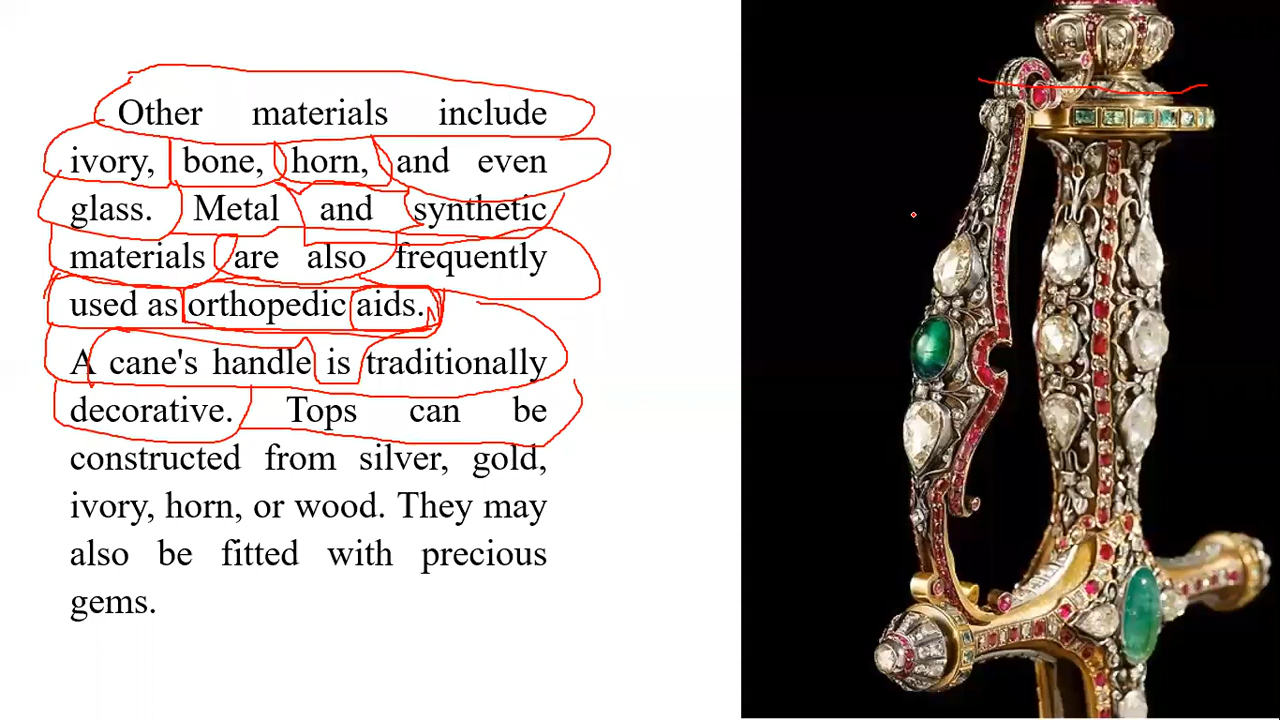 Other materials include
ivory, bone, horn, and even
glass. Metal and synthetic
materials are also frequently
used as orthopedic aids.
A cane's handle is traditionally
decorative. Tops can be
constructed from silver, gold,
ivory, horn, or wood. They may
also be fitted with precious
gems.